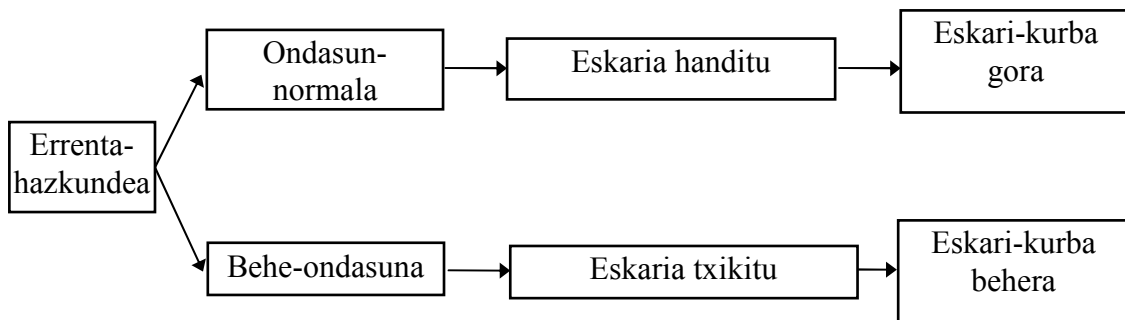 Errenta-
hazkundea
Ondasun-
normala
Eskaria handitu
Eskari-kurba
gora
Behe-ondasuna
Eskaria txikitu
Eskari-kurba
behera